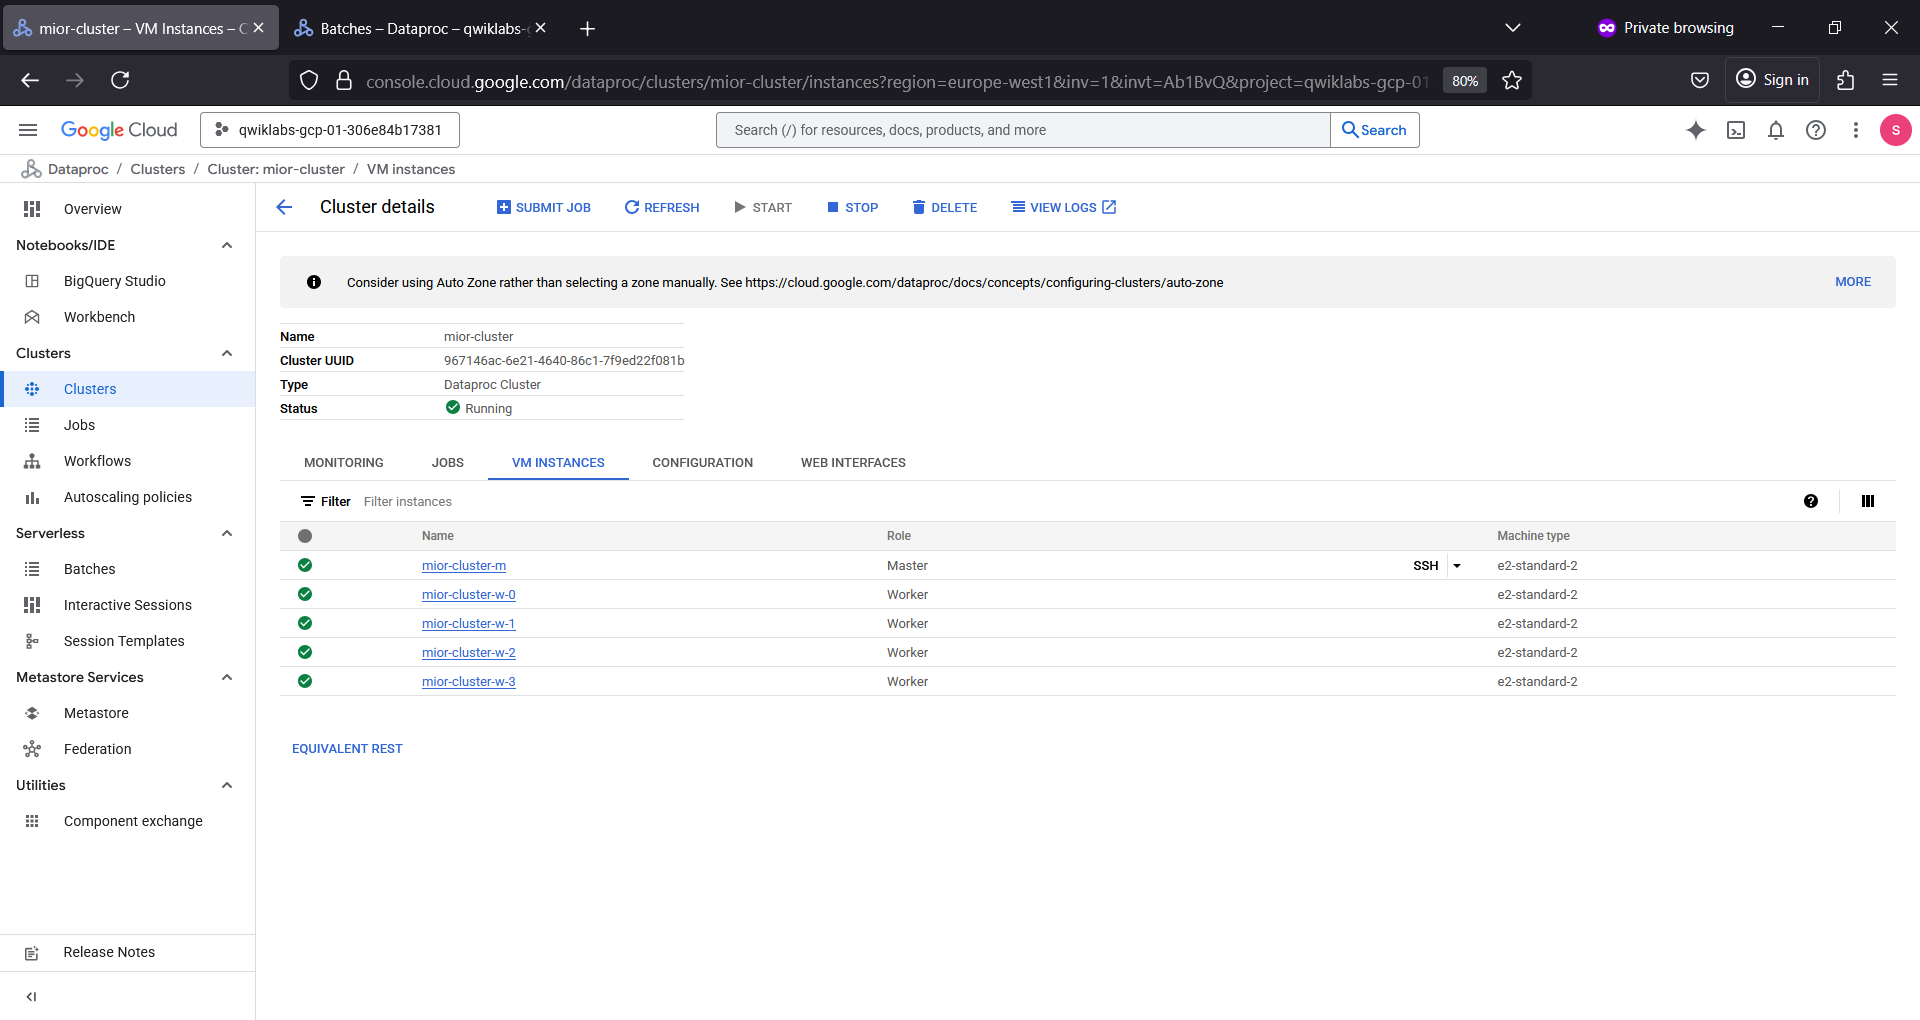 mior-cluster – VM Instances – C
Batches – Dataproc – qwiklabs-g
Private browsing
console.cloud.google.com/dataproc/clusters/mior-cluster/instances?region=europe-west1&inv=1&invt=Ab1BvQ&project=qwiklabs-gcp-01
80%
Sign in
Google Cloud
qwiklabs-gcp-01-306e84b17381
Search (/) for resources, docs, products, and more
Search
S
Dataproc / Clusters / Cluster: mior-cluster / VM instances
Overview
Notebooks/IDE
BigQuery Studio
Workbench
Clusters
Clusters
Jobs
Workflows
Autoscaling policies
Serverless
Batches
Interactive Sessions
Session Templates
Metastore Services
Metastore
Federation
Utilities
Component exchange
Release Notes
Cluster details
SUBMIT JOB
REFRESH
START
STOP
DELETE
VIEW LOGS
Consider using Auto Zone rather than selecting a zone manually. See https://cloud.google.com/dataproc/docs/concepts/configuring-clusters/auto-zone
MORE
Name mior-cluster
Cluster UUID 967146ac-6e21-4640-86c1-7f9ed22f081b
Type Dataproc Cluster
Status Running
MONITORING JOBS VM INSTANCES CONFIGURATION WEB INTERFACES
Filter Filter instances
Name Role Machine type
mior-cluster-m Master SSH e2-standard-2
mior-cluster-w-0 Worker e2-standard-2
mior-cluster-w-1 Worker e2-standard-2
mior-cluster-w-2 Worker e2-standard-2
mior-cluster-w-3 Worker e2-standard-2
EQUIVALENT REST